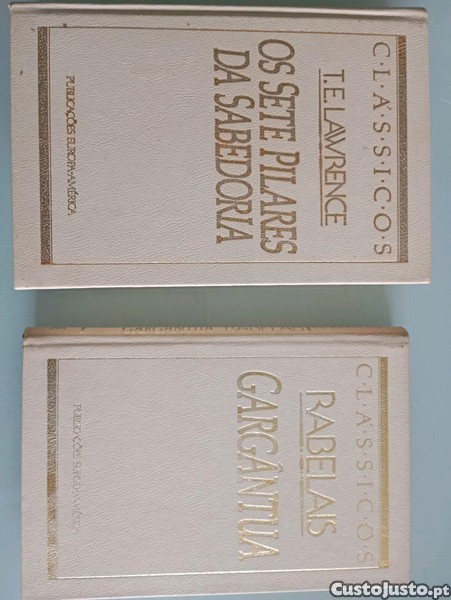 C·L·Á·S·S·I·C·O·S
T. E. LAWRENCE
OS SETE PILARES
DA SABEDORIA
PUBLICAÇÕES EUROPA-AMÉRICA
C·L·Á·S·S·I·C·O·S
RABELAIS
GARGÂNTUA
PUBLICAÇÕES EUROPA-AMÉRICA
CustoJusto.pt